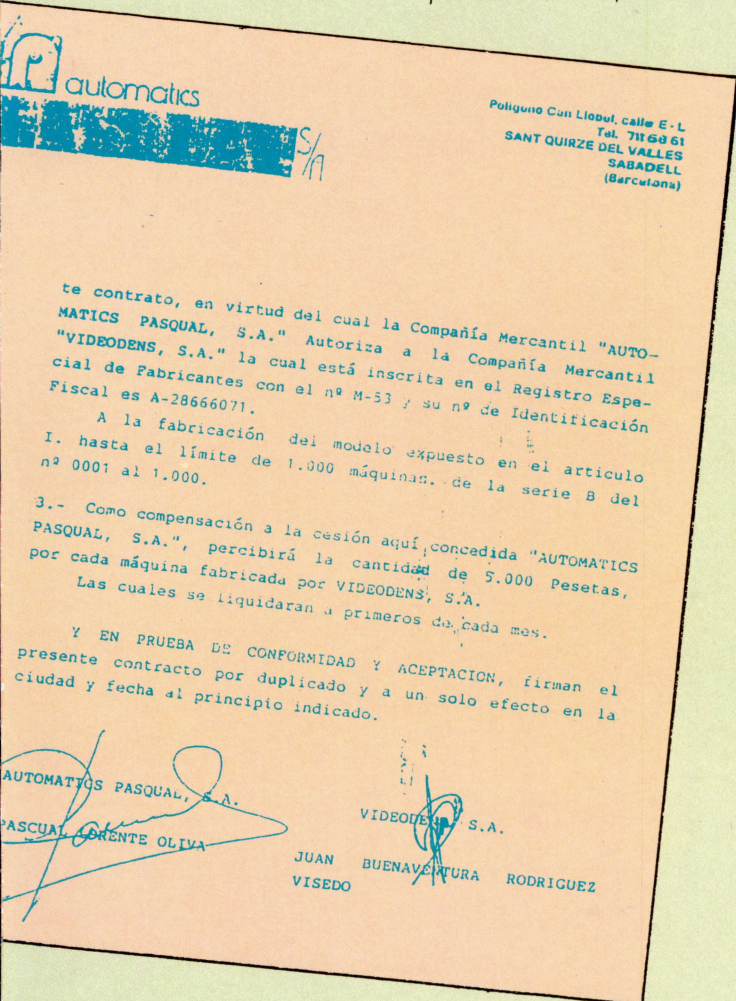 automatics
S/A
Poligono Can Llobet, calle E - L
Tel. 711 68 61
SANT QUIRZE DEL VALLES
SABADELL
(Barcelona)
te contrato, en virtud del cual la Compañía Mercantil "AUTO-
MATICS PASQUAL, S.A." Autoriza a la Compañía Mercantil
"VIDEODENS, S.A." la cual está inscrita en el Registro Espe-
cial de Fabricantes con el nº M-53 y su nº de Identificación
Fiscal es A-28666071.
A la fabricación del modelo expuesto en el articulo
I. hasta el límite de 1.000 máquinas. de la serie B del
nº 0001 al 1.000.
3.- Como compensación a la cesión aquí concedida "AUTOMATICS
PASQUAL, S.A.", percibirá la cantidad de 5.000 Pesetas,
por cada máquina fabricada por VIDEODENS, S.A.
Las cuales se liquidaran a primeros de cada mes.
Y EN PRUEBA DE CONFORMIDAD Y ACEPTACION, firman el
presente contracto por duplicado y a un solo efecto en la
ciudad y fecha al principio indicado.
AUTOMATICS PASQUAL, S.A.
PASCUAL LORENTE OLIVA
VIDEODENS, S.A.
JUAN BUENAVENTURA RODRIGUEZ
VISEDO